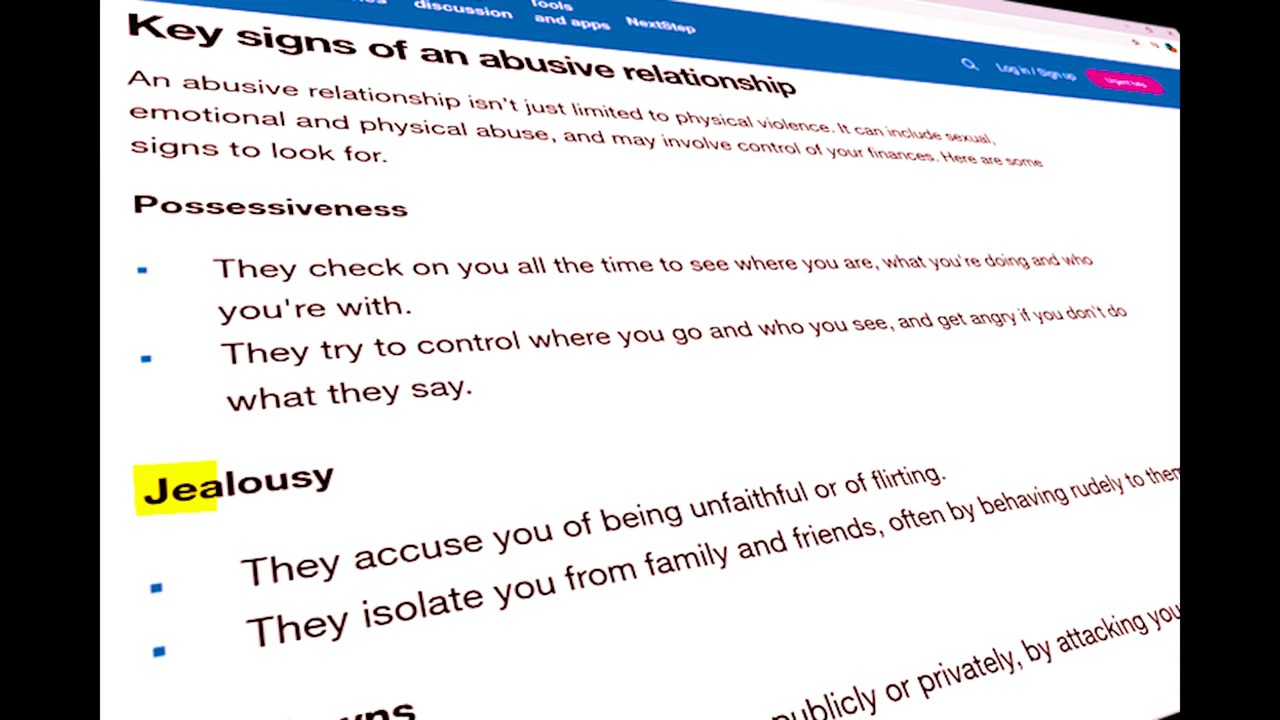 discussion
Tools
and apps
NextStep
Log in / Sign up
Urgent help
Key signs of an abusive relationship
An abusive relationship isn't just limited to physical violence. It can include sexual,
emotional and physical abuse, and may involve control of your finances. Here are some
signs to look for.
Possessiveness
They check on you all the time to see where you are, what you're doing and who
you're with.
They try to control where you go and who you see, and get angry if you don't do
what they say.
Jealousy
They accuse you of being unfaithful or of flirting.
They isolate you from family and friends, often by behaving rudely to them
publicly or privately, by attacking you